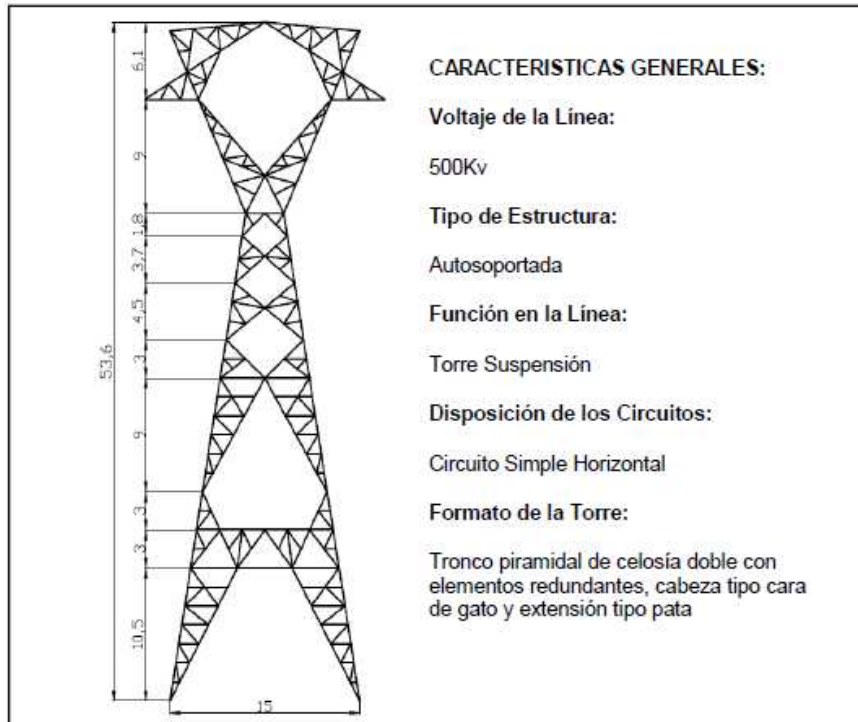 6,1
9
1,8
3,7
4,5
3
9
3
3
10,5
53,6
15
CARACTERISTICAS GENERALES:
Voltaje de la Línea:
500Kv
Tipo de Estructura:
Autosoportada
Función en la Línea:
Torre Suspensión
Disposición de los Circuitos:
Circuito Simple Horizontal
Formato de la Torre:
Tronco piramidal de celosía doble con
elementos redundantes, cabeza tipo cara
de gato y extensión tipo pata